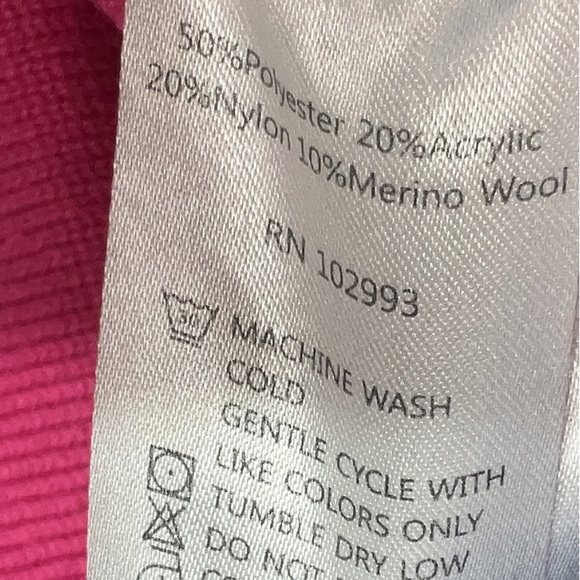 50%Polyester 20%Acrylic
20%Nylon 10%Merino Wool
RN 102993
30 MACHINE WASH
COLD
GENTLE CYCLE WITH
LIKE COLORS ONLY
TUMBLE DRY LOW
DO NOT